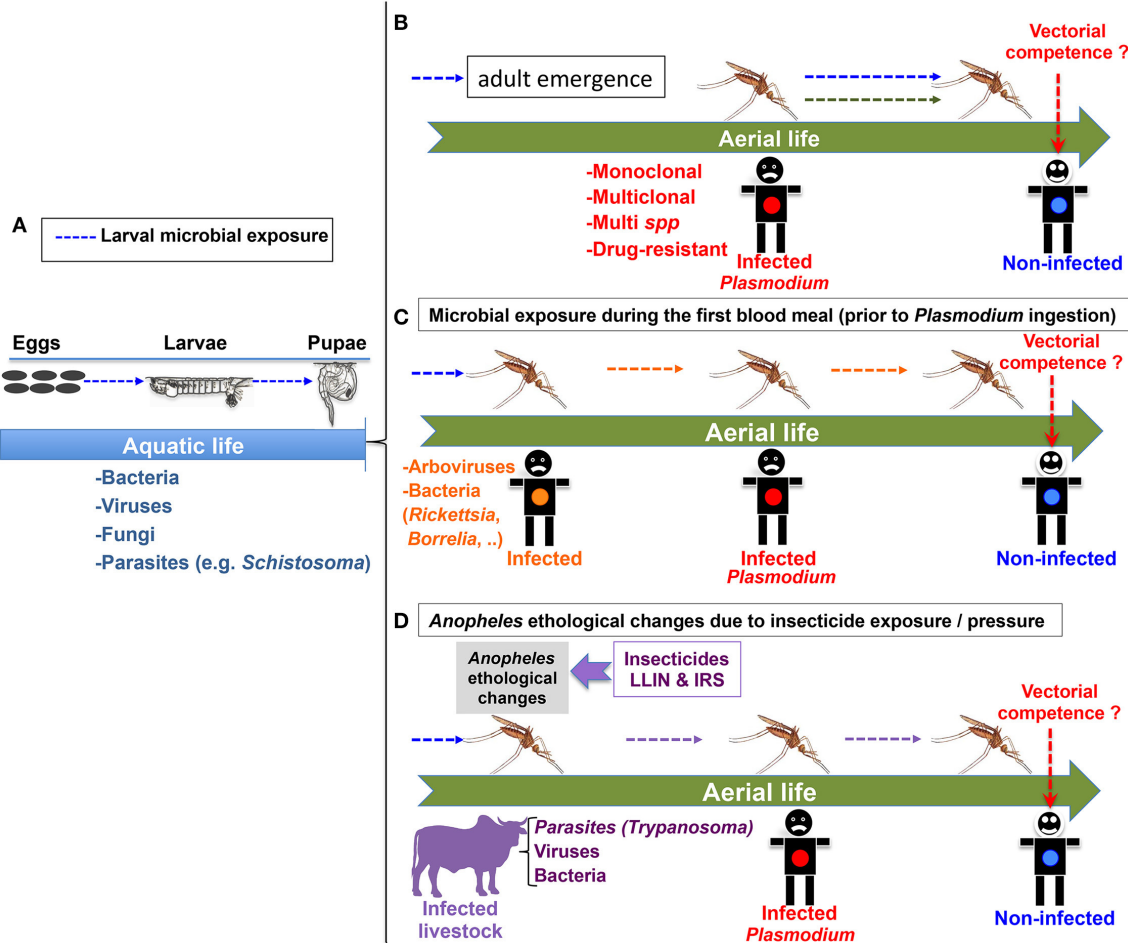 A
Larval microbial exposure
Eggs
Larvae
Pupae
Aquatic life
-Bacteria
-Viruses
-Fungi
-Parasites (e.g. Schistosoma)
B
adult emergence
Vectorial
competence ?
Aerial life
-Monoclonal
-Multiclonal
-Multi spp
-Drug-resistant
Infected
Plasmodium
Non-infected
C
Microbial exposure during the first blood meal (prior to Plasmodium ingestion)
Vectorial
competence ?
Aerial life
-Arboviruses
-Bacteria
(Rickettsia,
Borrelia, ..)
Infected
Infected
Plasmodium
Non-infected
D
Anopheles ethological changes due to insecticide exposure / pressure
Anopheles
ethological
changes
Insecticides
LLIN & IRS
Vectorial
competence ?
Aerial life
Parasites (Trypanosoma)
Viruses
Bacteria
Infected
livestock
Infected
Plasmodium
Non-infected